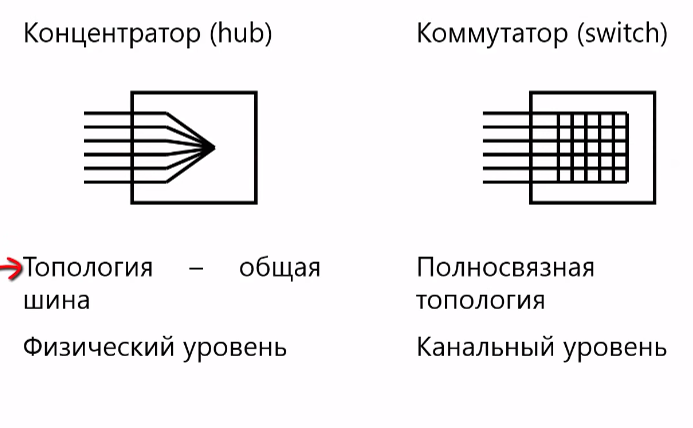 Концентратор (hub)
Коммутатор (switch)
Топология – общая
шина
Физический уровень
Полносвязная
топология
Канальный уровень